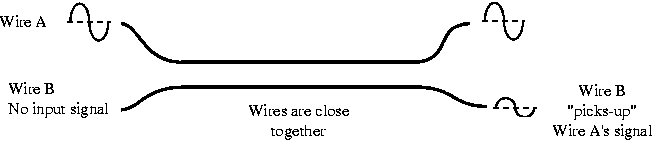 Wire A
Wire B
No input signal
Wires are close
together
Wire B
"picks-up"
Wire A's signal